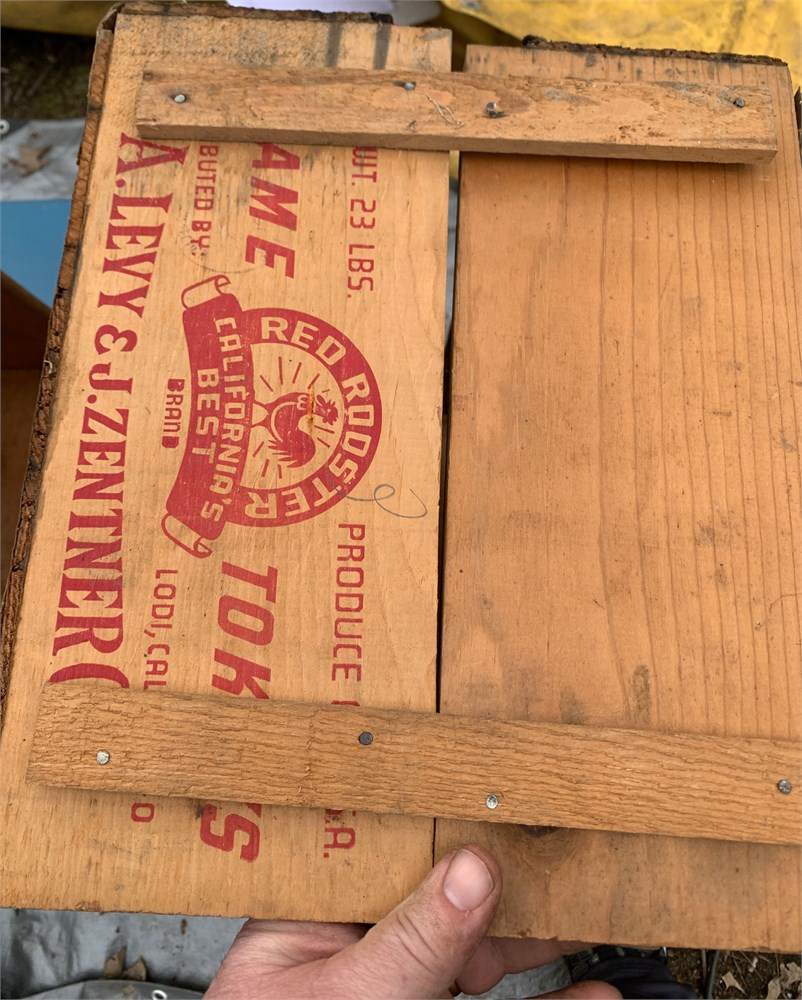 WT. 23 LBS. PRODUCE S.A.
RED ROOSTER
AME TOK 'S
CALIFORNIA'S
BEST
BRAND
BUTED BY: LODI, CAL O
A. LEVY & J. ZENTNER C